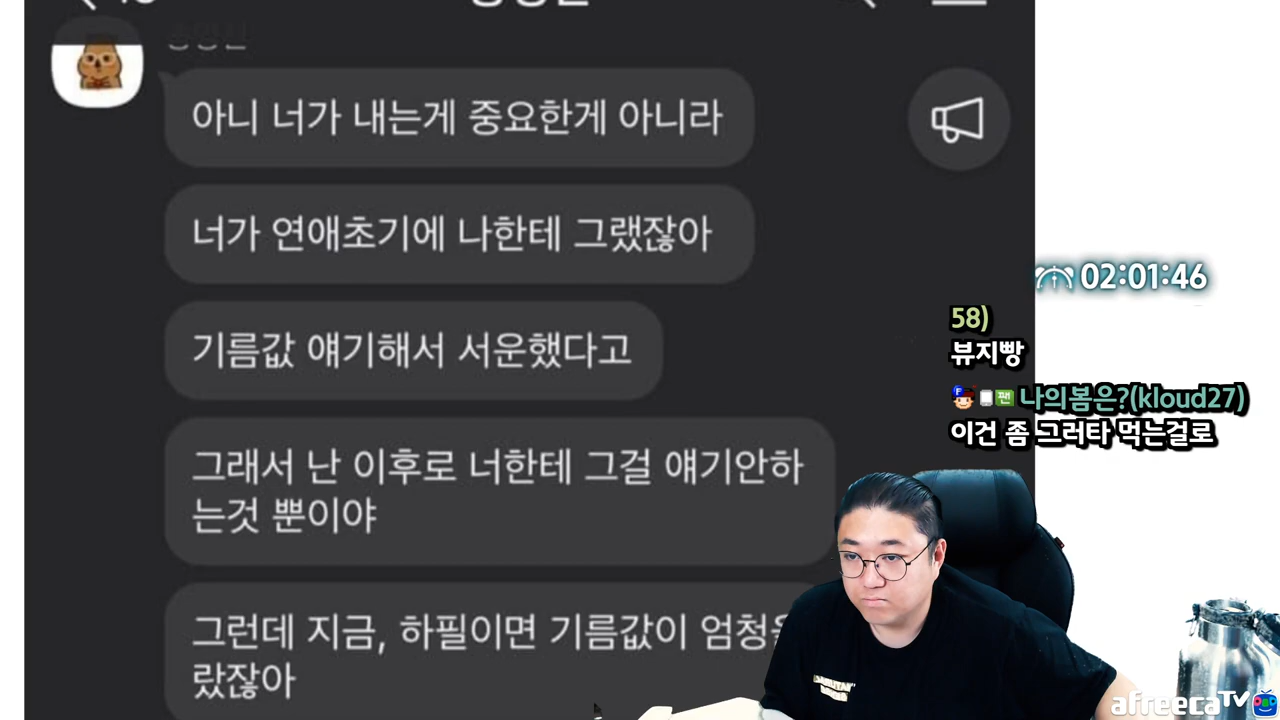 아니 너가 내는게 중요한게 아니라
너가 연애초기에 나한테 그랬잖아
기름값 얘기해서 서운했다고
그래서 난 이후로 너한테 그걸 얘기안하
는것 뿐이야
그런데 지금, 하필이면 기름값이
랐잖아
02:01:46
58)
뷰지빵
F 팬 나의봄은?(kloud27)
이건 좀 그러타 먹는걸로
afreecaTV